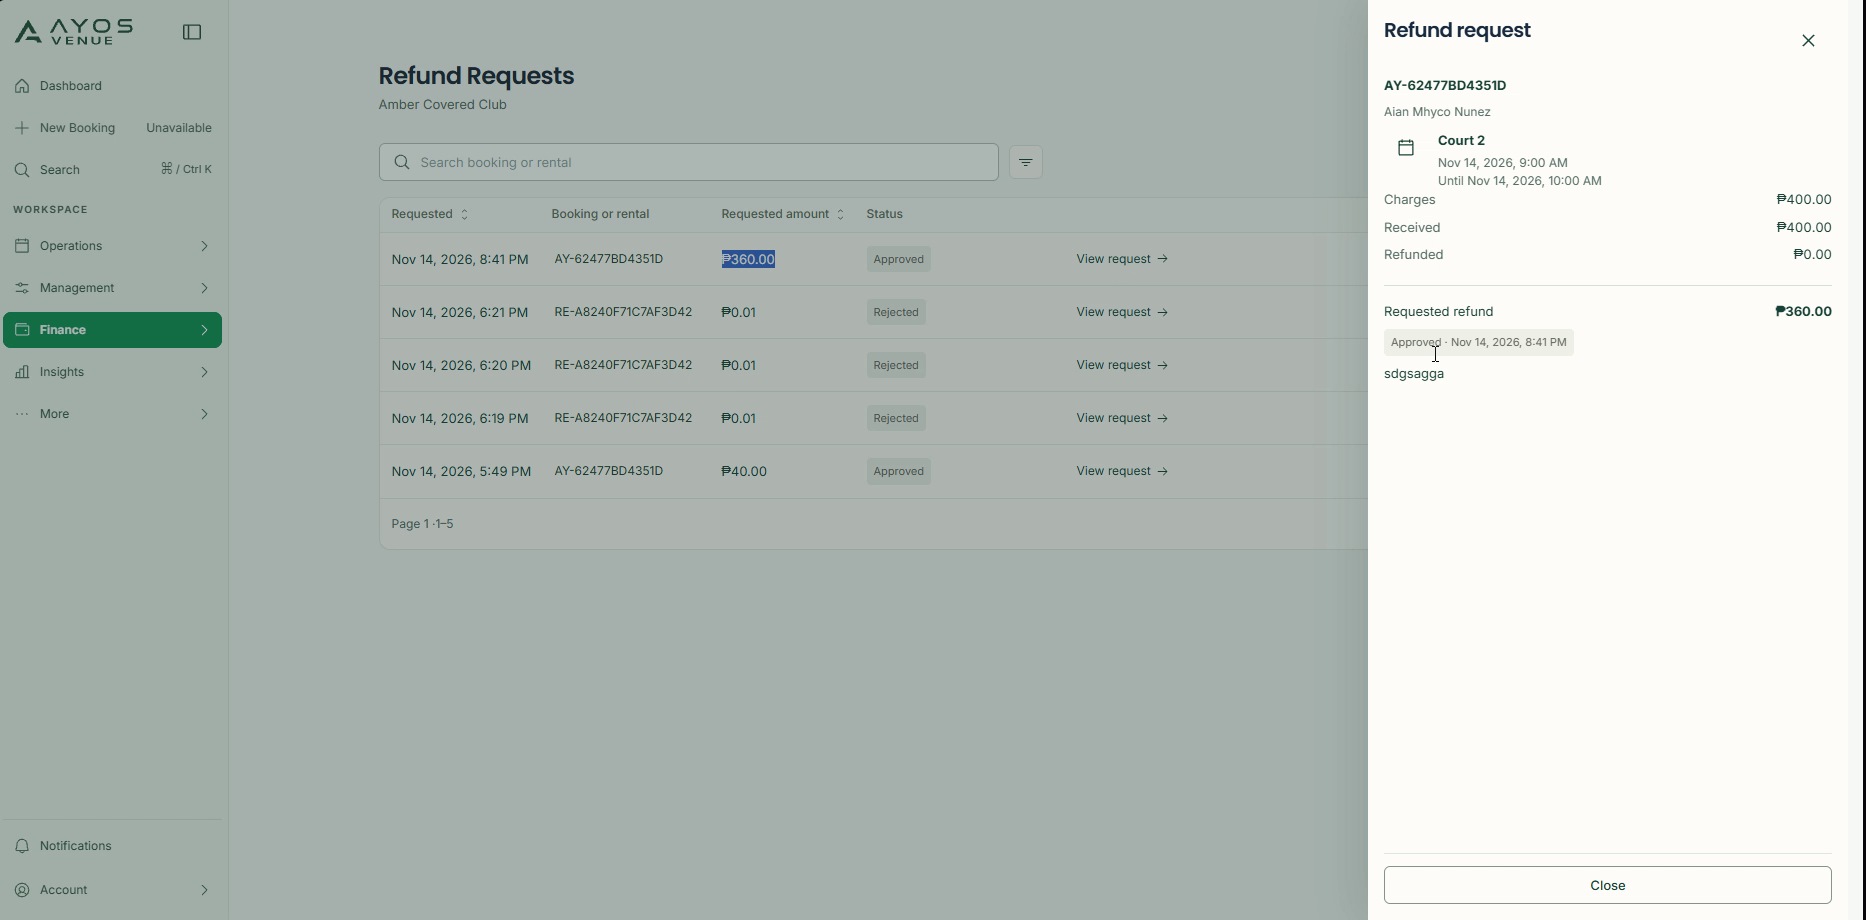 AYOS
VENUE
Dashboard
New Booking Unavailable
Search ⌘ / Ctrl K
WORKSPACE
Operations
Management
Finance
Insights
More
Notifications
Account
Refund Requests
Amber Covered Club
Search booking or rental
Requested Booking or rental Requested amount Status
Nov 14, 2026, 8:41 PM AY-62477BD4351D ₱360.00 Approved View request →
Nov 14, 2026, 6:21 PM RE-A8240F71C7AF3D42 ₱0.01 Rejected View request →
Nov 14, 2026, 6:20 PM RE-A8240F71C7AF3D42 ₱0.01 Rejected View request →
Nov 14, 2026, 6:19 PM RE-A8240F71C7AF3D42 ₱0.01 Rejected View request →
Nov 14, 2026, 5:49 PM AY-62477BD4351D ₱40.00 Approved View request →
Page 1 ·1–5
Refund request
AY-62477BD4351D
Aian Mhyco Nunez
Court 2
Nov 14, 2026, 9:00 AM
Until Nov 14, 2026, 10:00 AM
Charges ₱400.00
Received ₱400.00
Refunded ₱0.00
Requested refund ₱360.00
Approved · Nov 14, 2026, 8:41 PM
sdgsagga
Close